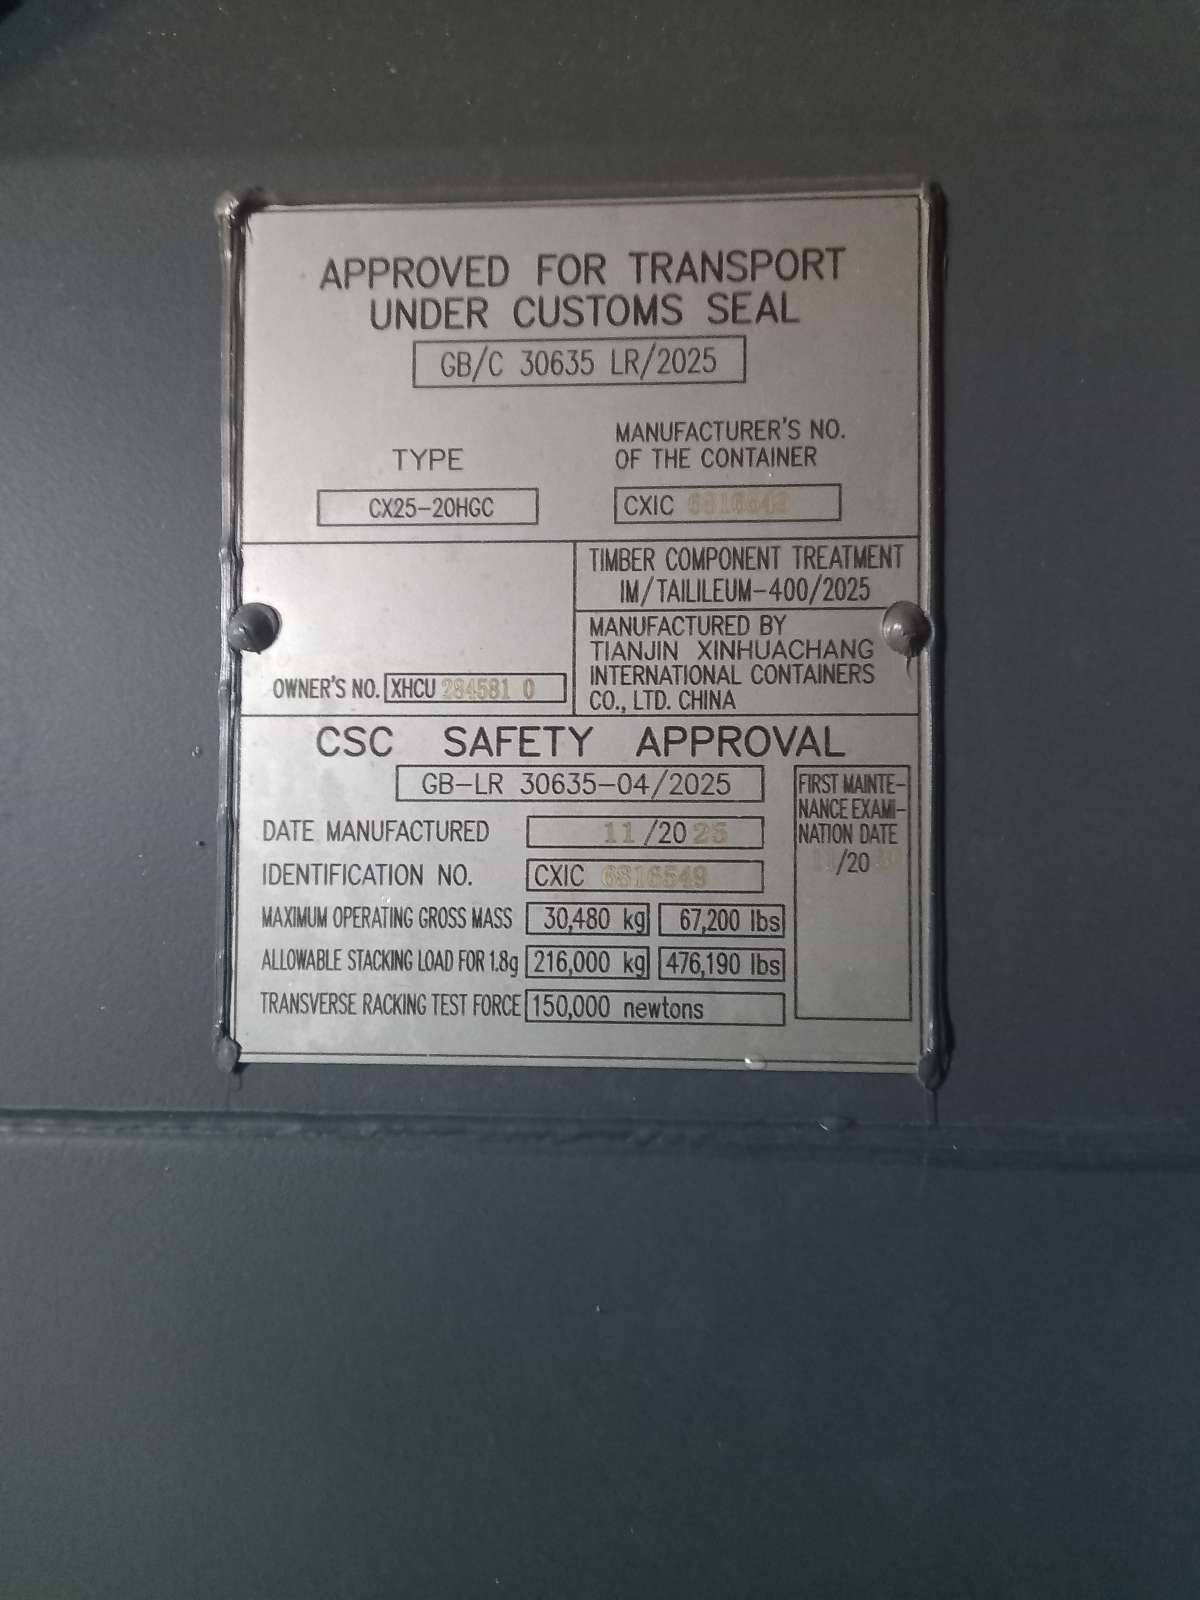 APPROVED FOR TRANSPORT
UNDER CUSTOMS SEAL
GB/C 30635 LR/2025
TYPE
CX25-20HGC
MANUFACTURER'S NO.
OF THE CONTAINER
CXIC
TIMBER COMPONENT TREATMENT
IM/TAILILEUM-400/2025
MANUFACTURED BY
TIANJIN XINHUACHANG
INTERNATIONAL CONTAINERS
CO., LTD. CHINA
OWNER'S NO. XHCU 284581 0
CSC SAFETY APPROVAL
GB-LR 30635-04/2025
DATE MANUFACTURED 11/2025
IDENTIFICATION NO. CXIC
MAXIMUM OPERATING GROSS MASS 30,480 kg 67,200 lbs
ALLOWABLE STACKING LOAD FOR 1.8g 216,000 kg 476,190 lbs
TRANSVERSE RACKING TEST FORCE 150,000 newtons
FIRST MAINTE-
NANCE EXAMI-
NATION DATE
/20